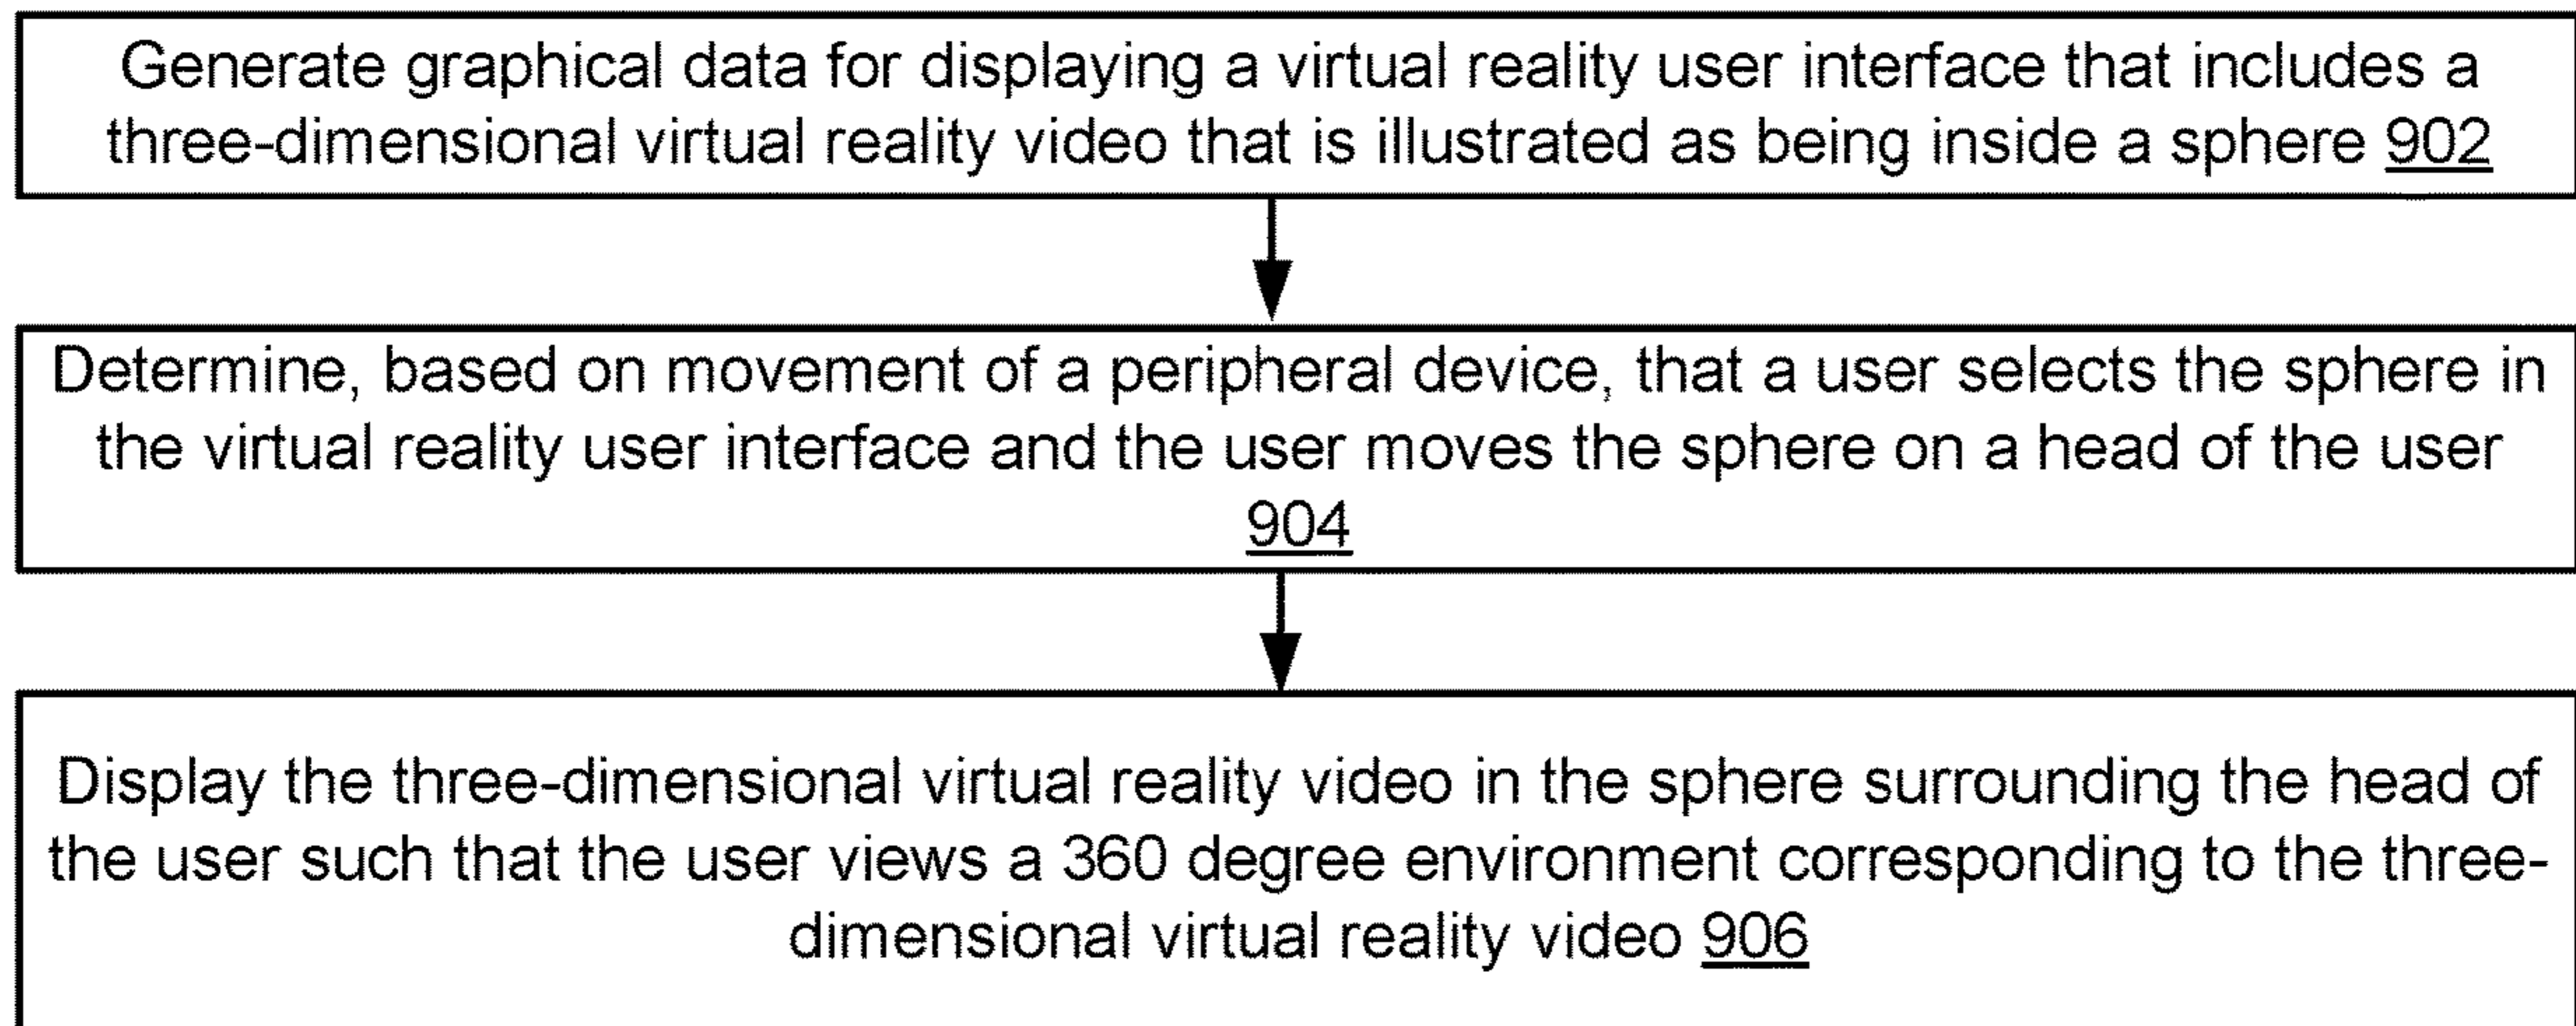 Generate graphical data for displaying a virtual reality user interface that includes a
three-dimensional virtual reality video that is illustrated as being inside a sphere 902
Determine, based on movement of a peripheral device, that a user selects the sphere in
the virtual reality user interface and the user moves the sphere on a head of the user
904
Display the three-dimensional virtual reality video in the sphere surrounding the head of
the user such that the user views a 360 degree environment corresponding to the three-
dimensional virtual reality video 906